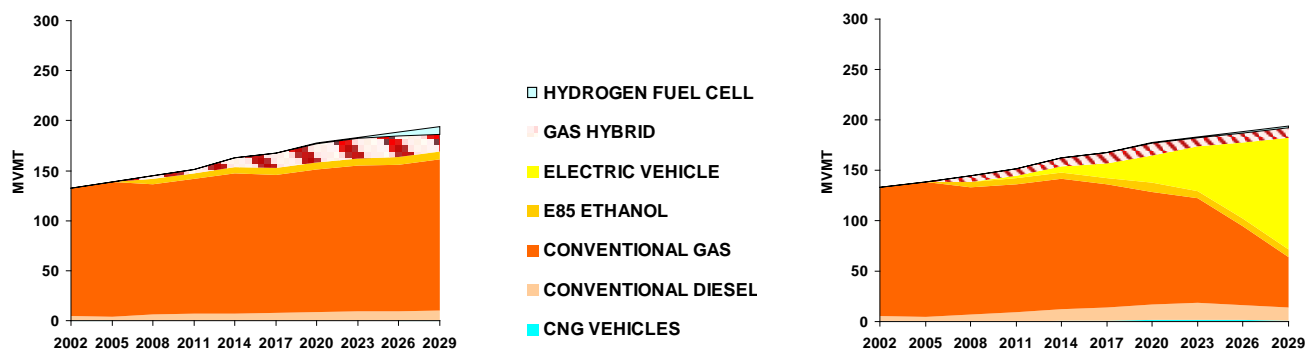 300
250
200
150
100
50
0
MVMT
2002 2005 2008 2011 2014 2017 2020 2023 2026 2029
HYDROGEN FUEL CELL
GAS HYBRID
ELECTRIC VEHICLE
E85 ETHANOL
CONVENTIONAL GAS
CONVENTIONAL DIESEL
CNG VEHICLES
300
250
200
150
100
50
0
MVMT
2002 2005 2008 2011 2014 2017 2020 2023 2026 2029